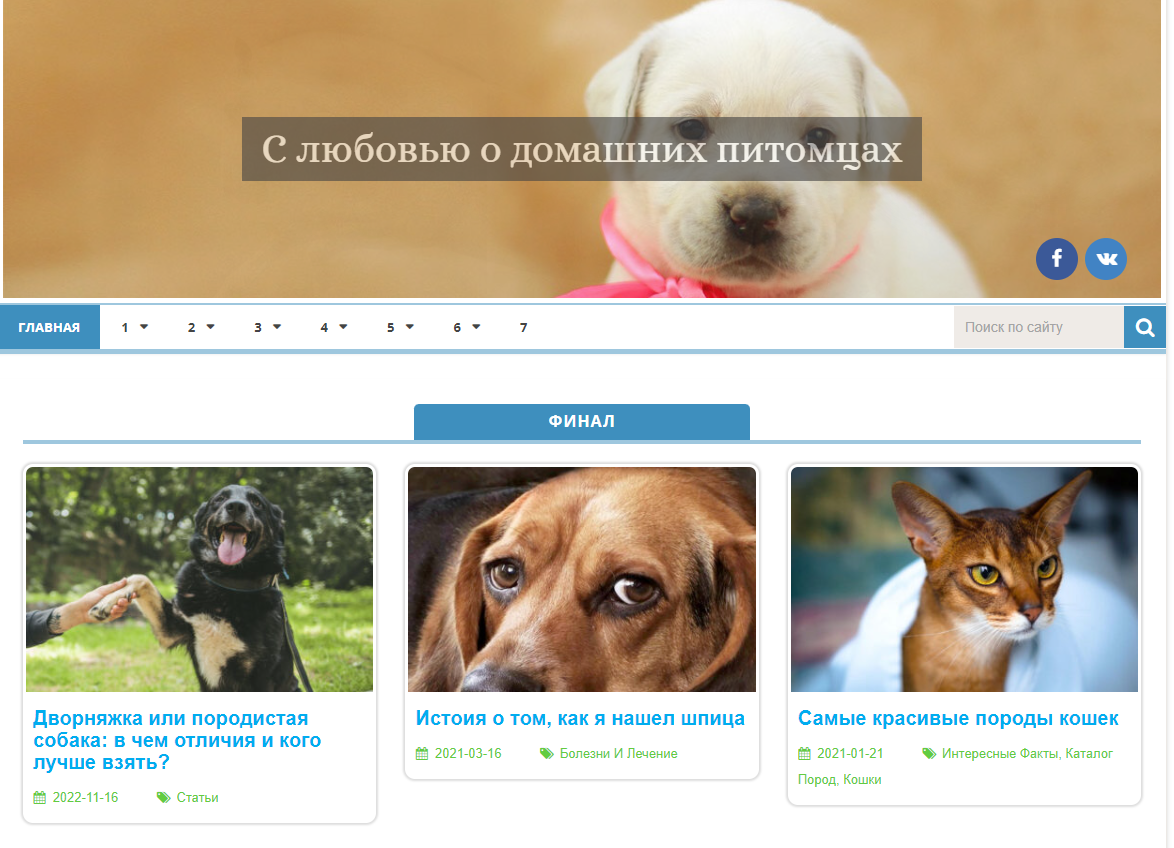 С любовью о домашних питомцах
ГЛАВНАЯ 1 2 3 4 5 6 7 Поиск по сайту
ФИНАЛ
Дворняжка или породистая
собака: в чем отличия и кого
лучше взять?
2022-11-16 Статьи
Истоия о том, как я нашел шпица
2021-03-16 Болезни И Лечение
Самые красивые породы кошек
2021-01-21 Интересные Факты, Каталог
Пород, Кошки